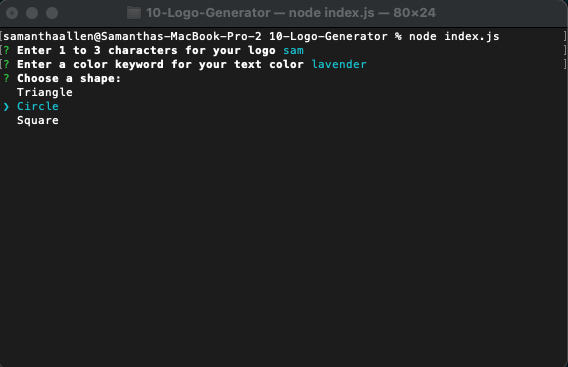 10-Logo-Generator — node index.js — 80×24
[samanthaallen@Samanthas-MacBook-Pro-2 10-Logo-Generator % node index.js ]
[? Enter 1 to 3 characters for your logo sam ]
[? Enter a color keyword for your text color lavender ]
? Choose a shape:
Triangle
❯ Circle
Square